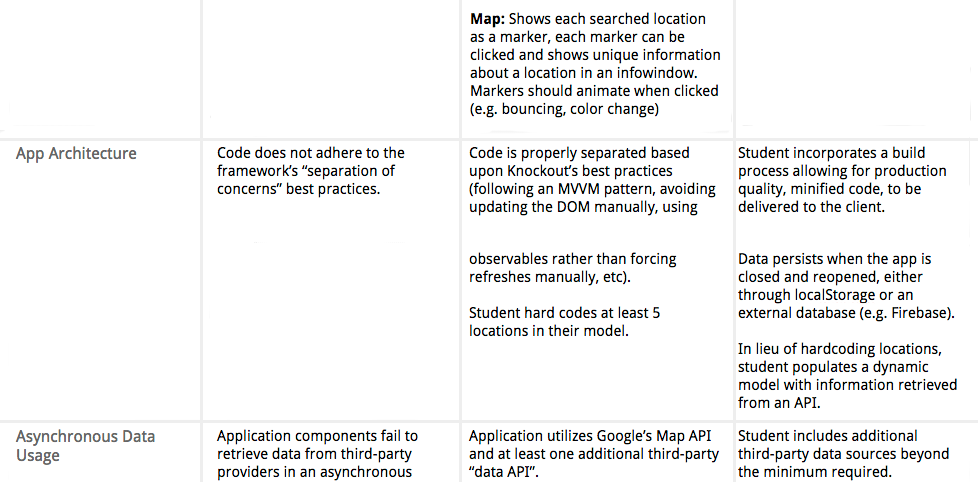 Map: Shows each searched location
as a marker, each marker can be
clicked and shows unique information
about a location in an infowindow.
Markers should animate when clicked
(e.g. bouncing, color change)
App Architecture
Code does not adhere to the
framework’s “separation of
concerns” best practices.
Code is properly separated based
upon Knockout’s best practices
(following an MVVM pattern, avoiding
updating the DOM manually, using
observables rather than forcing
refreshes manually, etc).
Student hard codes at least 5
locations in their model.
Student incorporates a build
process allowing for production
quality, minified code, to be
delivered to the client.
Data persists when the app is
closed and reopened, either
through localStorage or an
external database (e.g. Firebase).
In lieu of hardcoding locations,
student populates a dynamic
model with information retrieved
from an API.
Asynchronous Data
Usage
Application components fail to
retrieve data from third-party
providers in an asynchronous
Application utilizes Google’s Map API
and at least one additional third-party
“data API”.
Student includes additional
third-party data sources beyond
the minimum required.